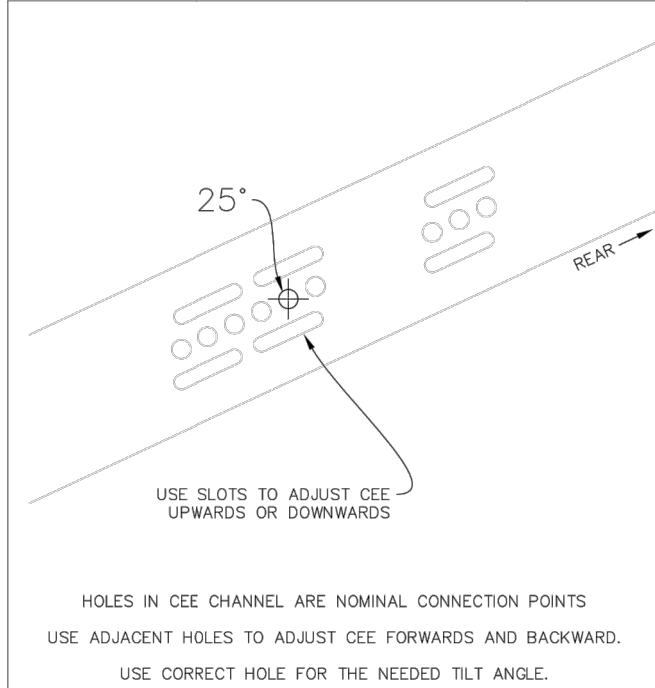 25°
REAR
USE SLOTS TO ADJUST CEE
UPWARDS OR DOWNWARDS
HOLES IN CEE CHANNEL ARE NOMINAL CONNECTION POINTS
USE ADJACENT HOLES TO ADJUST CEE FORWARDS AND BACKWARD.
USE CORRECT HOLE FOR THE NEEDED TILT ANGLE.